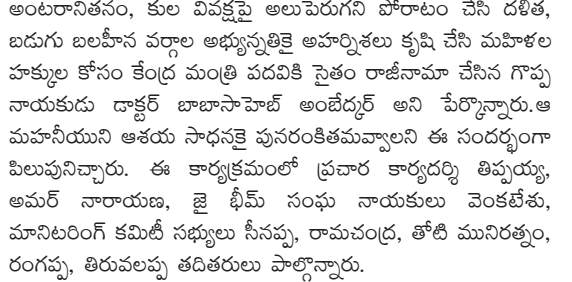 అంటరానితనం, కుల వివక్షపై అలుపెరుగని పోరాటం చేసి దళిత,
బడుగు బలహీన వర్గాల అభ్యున్నతికై అహర్నిశలు కృషి చేసి మహిళల
హక్కుల కోసం కేంద్ర మంత్రి పదవికి సైతం రాజీనామా చేసిన గొప్ప
నాయకుడు డాక్టర్ బాబాసాహెబ్ అంబేద్కర్ అని పేర్కొన్నారు.ఆ
మహనీయుని ఆశయ సాధనకై పునరంకితమవ్వాలని ఈ సందర్భంగా
పిలుపునిచ్చారు. ఈ కార్యక్రమంలో ప్రచార కార్యదర్శి తిప్పయ్య,
అమర్ నారాయణ, జై భీమ్ సంఘ నాయకులు వెంకటేశు,
మానిటరింగ్ కమిటీ సభ్యులు సీనప్ప, రామచంద్ర, తోటి మునిరత్నం,
రంగప్ప, తిరువలప్ప తదితరులు పాల్గొన్నారు.